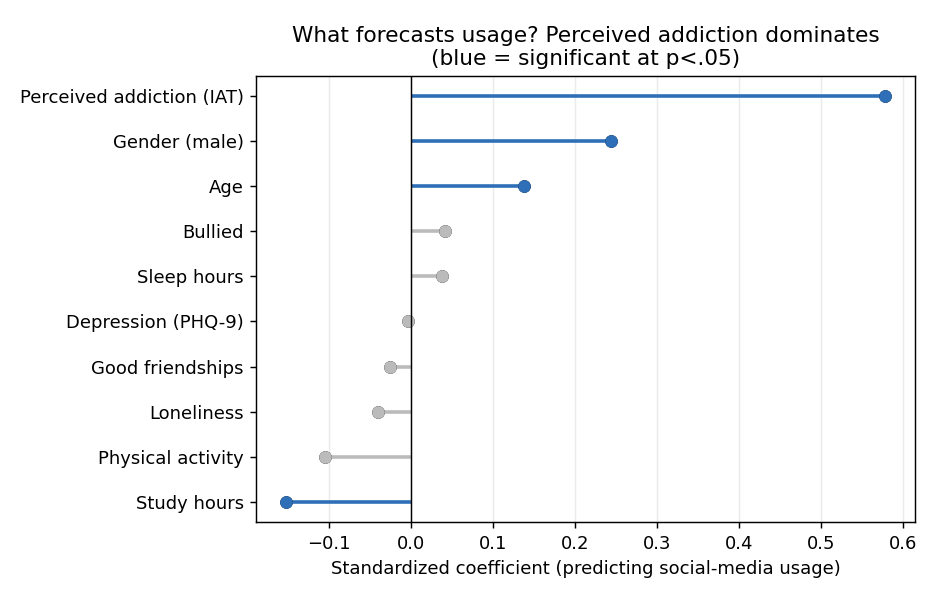 What forecasts usage? Perceived addiction dominates
(blue = significant at p<.05)
Perceived addiction (IAT)
Gender (male)
Age
Bullied
Sleep hours
Depression (PHQ-9)
Good friendships
Loneliness
Physical activity
Study hours
−0.1 0.0 0.1 0.2 0.3 0.4 0.5 0.6
Standardized coefficient (predicting social-media usage)